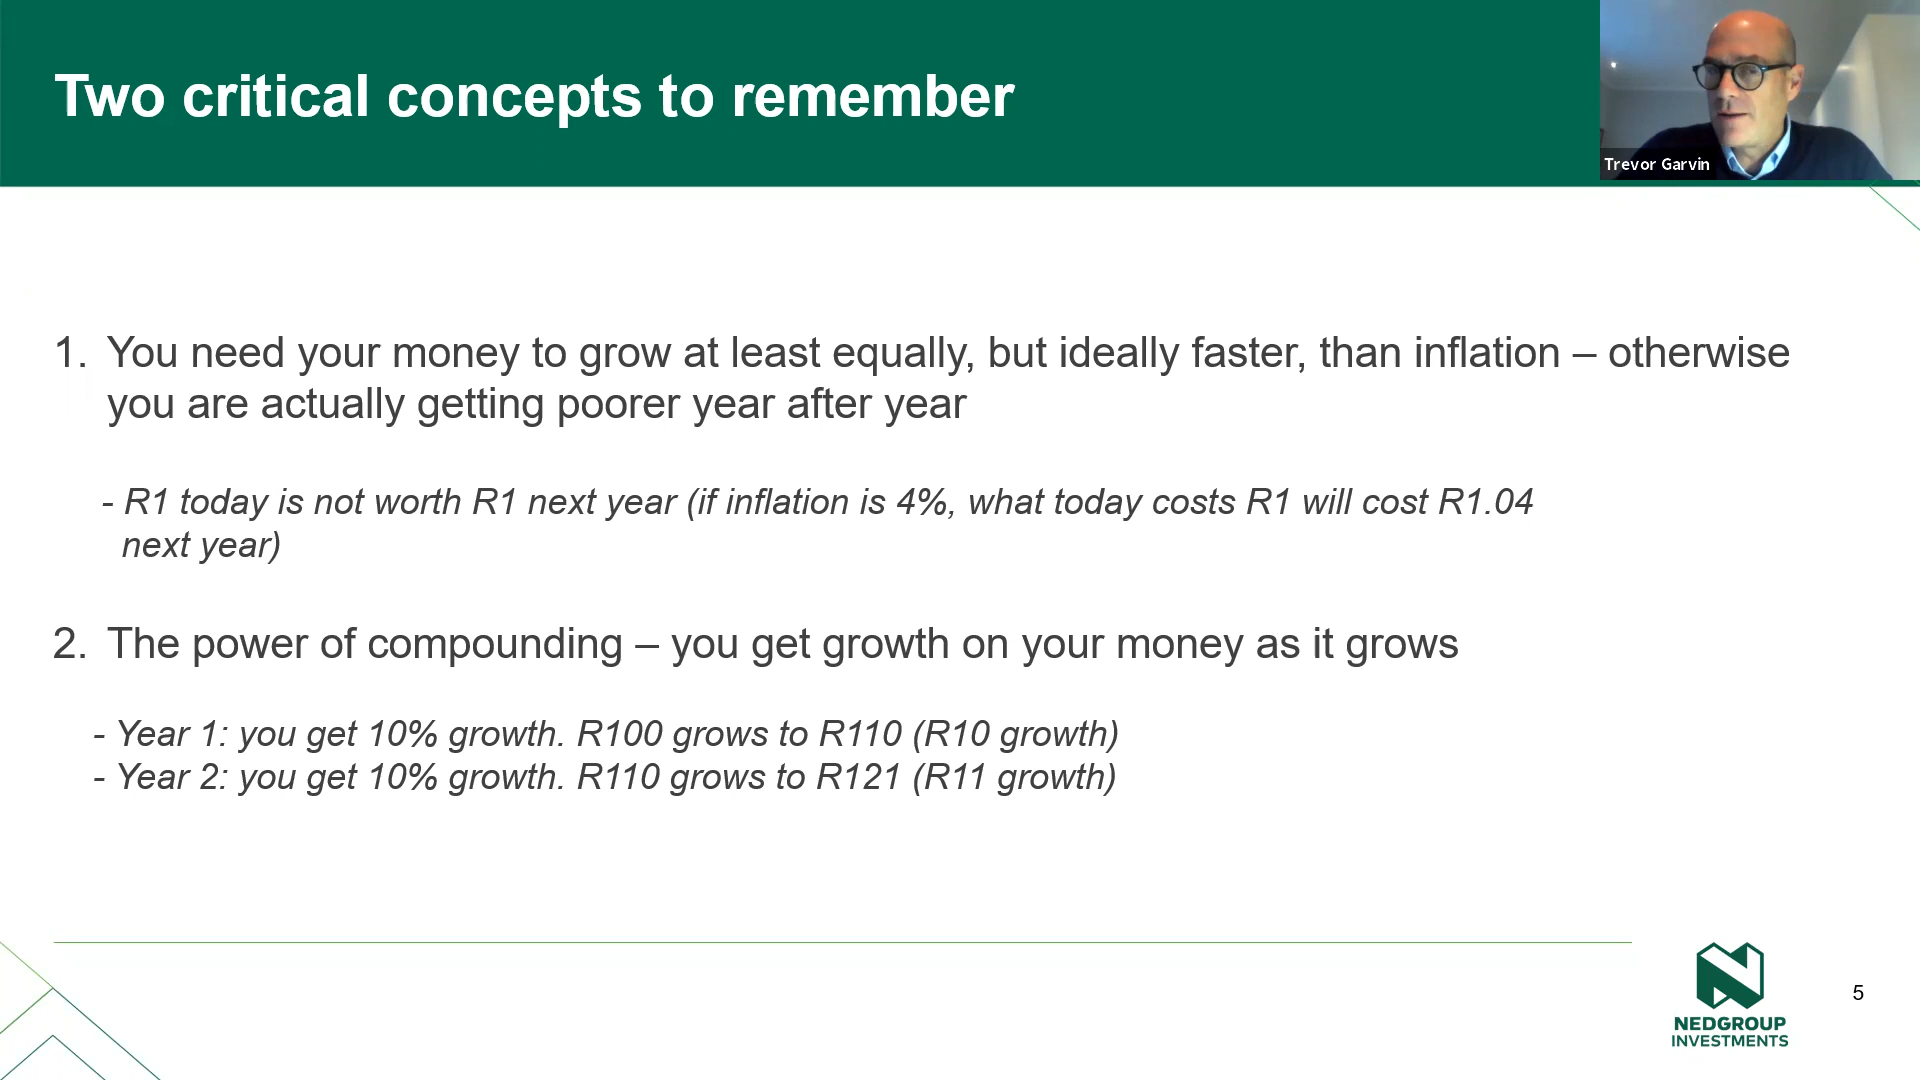 Two critical concepts to remember
Trevor Garvin
1. You need your money to grow at least equally, but ideally faster, than inflation – otherwise
you are actually getting poorer year after year
- R1 today is not worth R1 next year (if inflation is 4%, what today costs R1 will cost R1.04
next year)
2. The power of compounding – you get growth on your money as it grows
- Year 1: you get 10% growth. R100 grows to R110 (R10 growth)
- Year 2: you get 10% growth. R110 grows to R121 (R11 growth)
NEDGROUP
INVESTMENTS
5